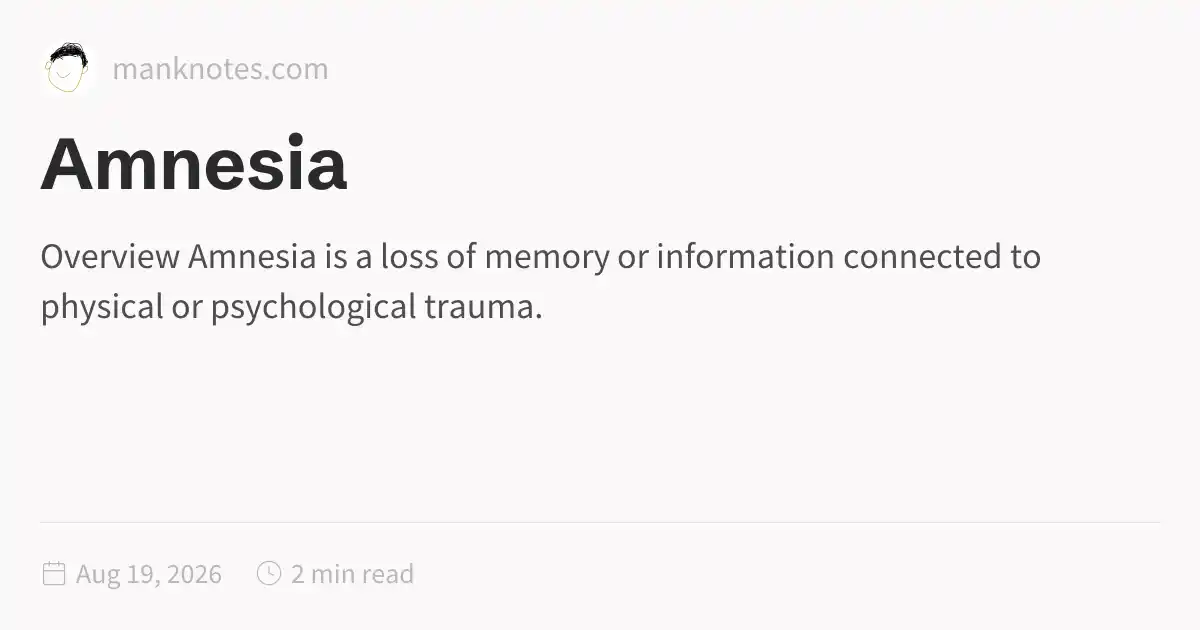 manknotes.com
Amnesia
Overview Amnesia is a loss of memory or information connected to
physical or psychological trauma.
Aug 19, 2026 2 min read